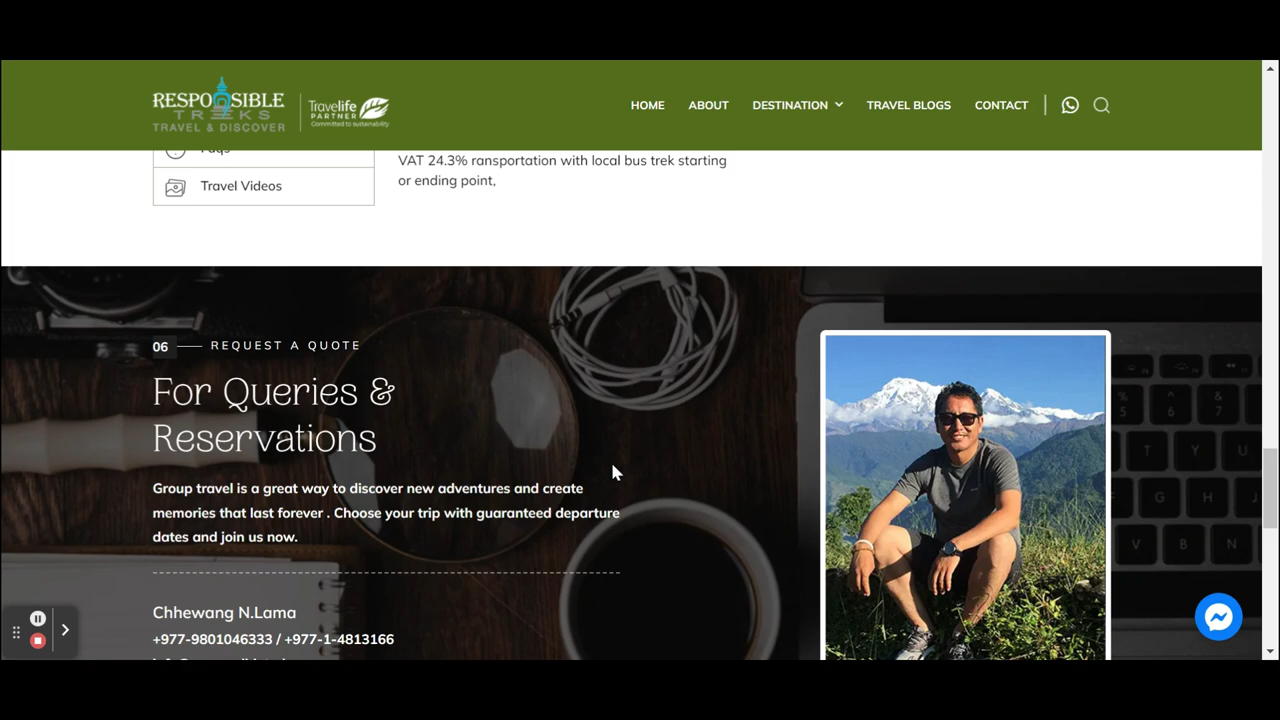 RESPONSIBLE
TREKS
TRAVEL & DISCOVER
Travelife
PARTNER
Committed to sustainability
HOME
ABOUT
DESTINATION
TRAVEL BLOGS
CONTACT
Faqs
Travel Videos
VAT 24.3% ransportation with local bus trek starting
or ending point,
06
REQUEST A QUOTE
For Queries &
Reservations
Group travel is a great way to discover new adventures and create
memories that last forever . Choose your trip with guaranteed departure
dates and join us now.
Chhewang N.Lama
+977-9801046333 / +977-1-4813166
%
5
^
6
&
7
T
Y
U
G
H
J
V
B
N